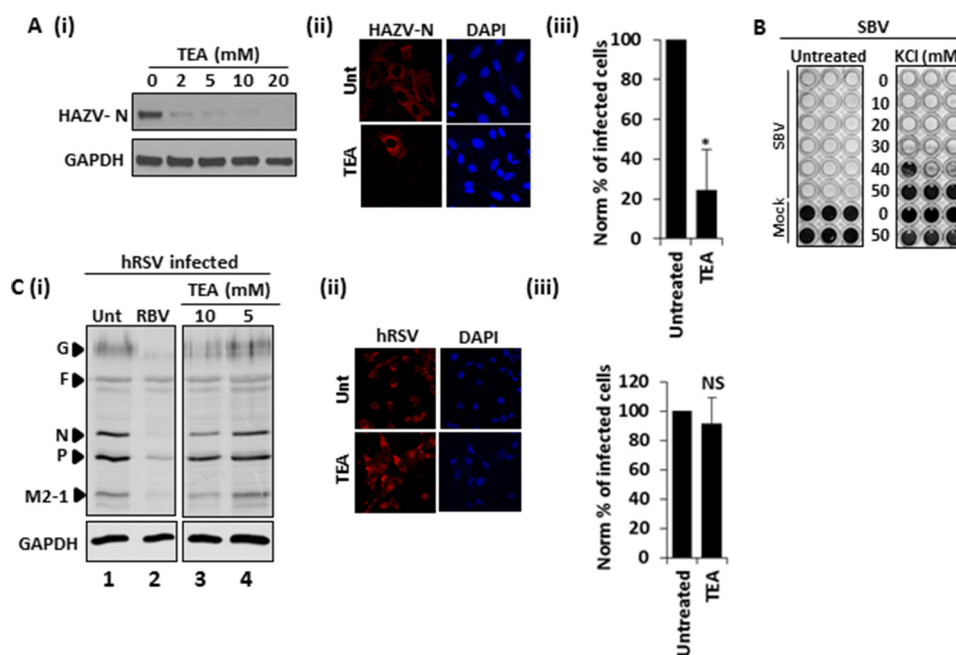 A (i)
TEA (mM)
0 2 5 10 20
HAZV- N
GAPDH
(ii)
HAZV-N DAPI
Unt
TEA
(iii)
Norm % of infected cells
100
80
60
40
20
0
*
Untreated
TEA
B
SBV
Untreated KCl (mM
SBV
Mock
0
10
20
30
40
50
0
50
hRSV infected
C (i)
TEA (mM)
Unt RBV 10 5
G
F
N
P
M2-1
GAPDH
1 2 3 4
(ii)
hRSV DAPI
Unt
TEA
(iii)
Norm % of infected cells
120
100
80
60
40
20
0
NS
Untreated
TEA